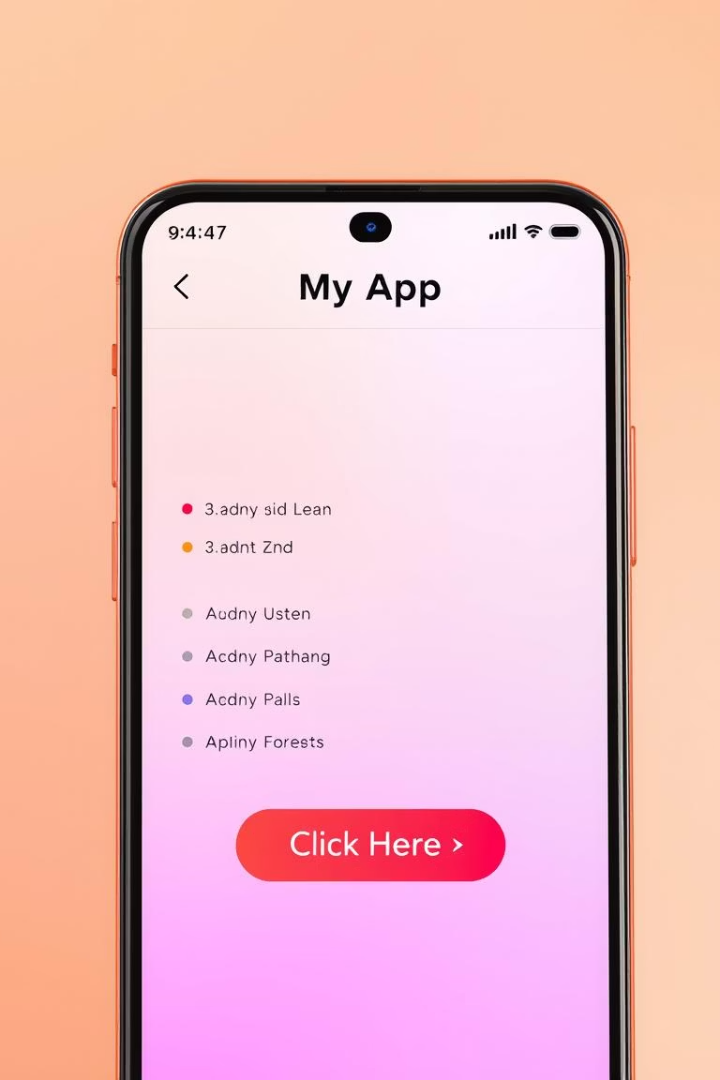 9:4:47
My App
3.adny sid Lean
3.adnt Znd
Audny Usten
Acdny Pathang
Acdny Palls
Apliny Forests
Click Here ›